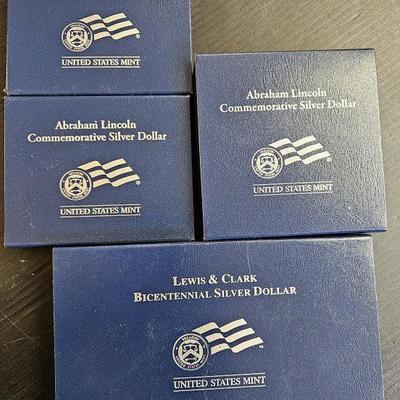 UNITED STATES MINT
Abraham Lincoln
Commemorative Silver Dollar
UNITED STATES MINT
Abraham Lincoln
Commemorative Silver Dollar
UNITED STATES MINT
LEWIS & CLARK
BICENTENNIAL SILVER DOLLAR
UNITED STATES MINT